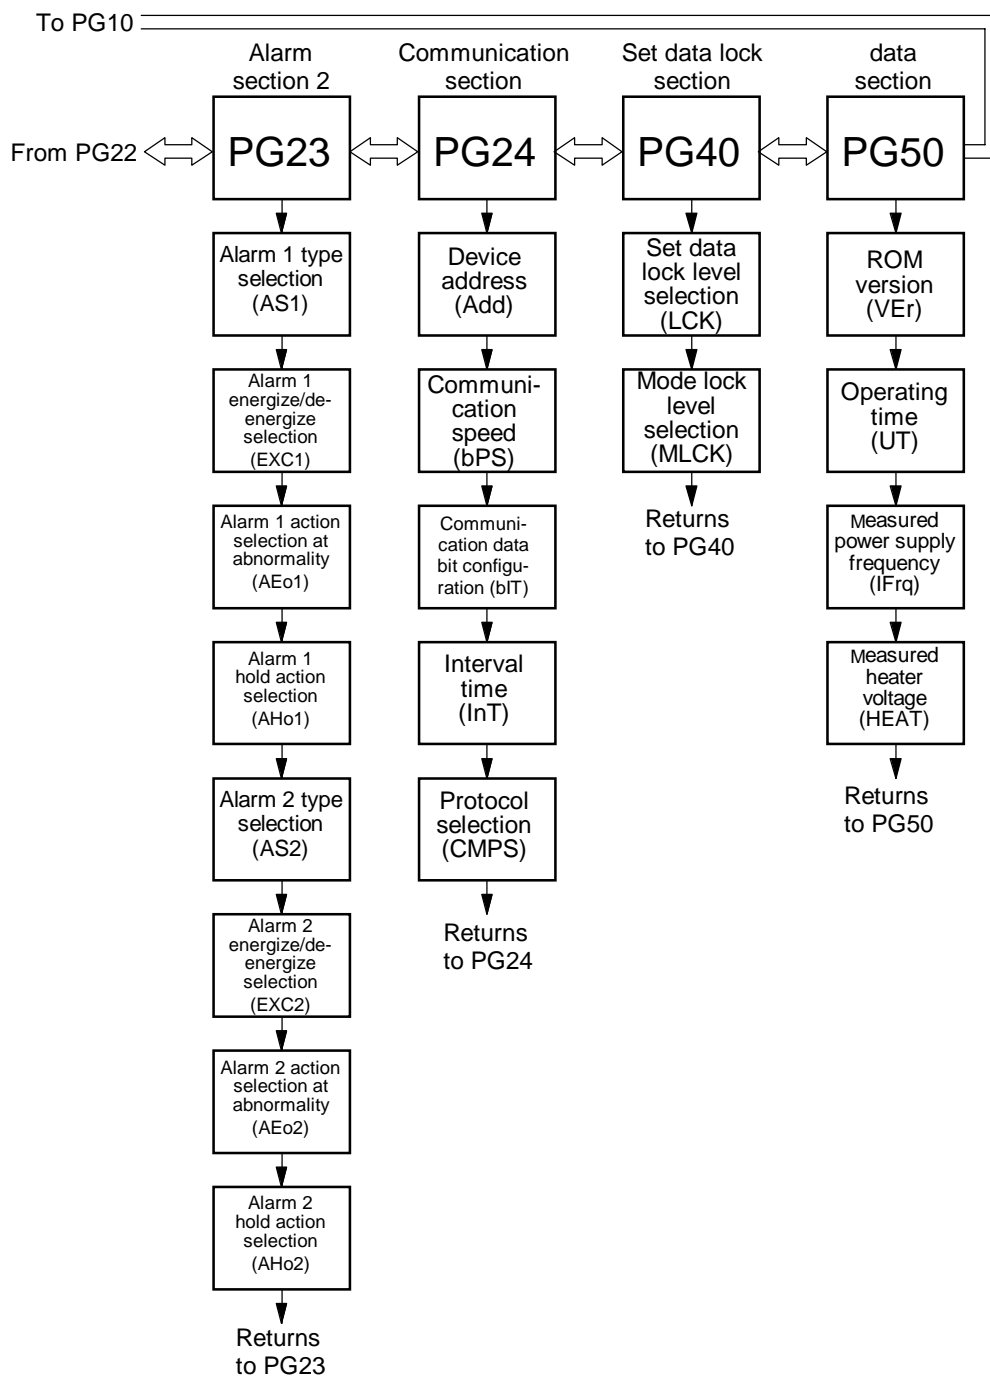 To PG10
Alarm
section 2
Communication
section
Set data lock
section
data
section
From PG22
PG23
PG24
PG40
PG50
Alarm 1 type
selection
(AS1)
Alarm 1
energize/de-
energize
selection
(EXC1)
Alarm 1 action
selection at
abnormality
(AEo1)
Alarm 1
hold action
selection
(AHo1)
Alarm 2 type
selection
(AS2)
Alarm 2
energize/de-
energize
selection
(EXC2)
Alarm 2 action
selection at
abnormality
(AEo2)
Alarm 2
hold action
selection
(AHo2)
Returns
to PG23
Device
address
(Add)
Communi-
cation
speed
(bPS)
Communi-
cation data
bit configu-
ration (bIT)
Interval
time
(InT)
Protocol
selection
(CMPS)
Returns
to PG24
Set data
lock level
selection
(LCK)
Mode lock
level
selection
(MLCK)
Returns
to PG40
ROM
version
(VEr)
Operating
time
(UT)
Measured
power supply
frequency
(IFrq)
Measured
heater
voltage
(HEAT)
Returns
to PG50